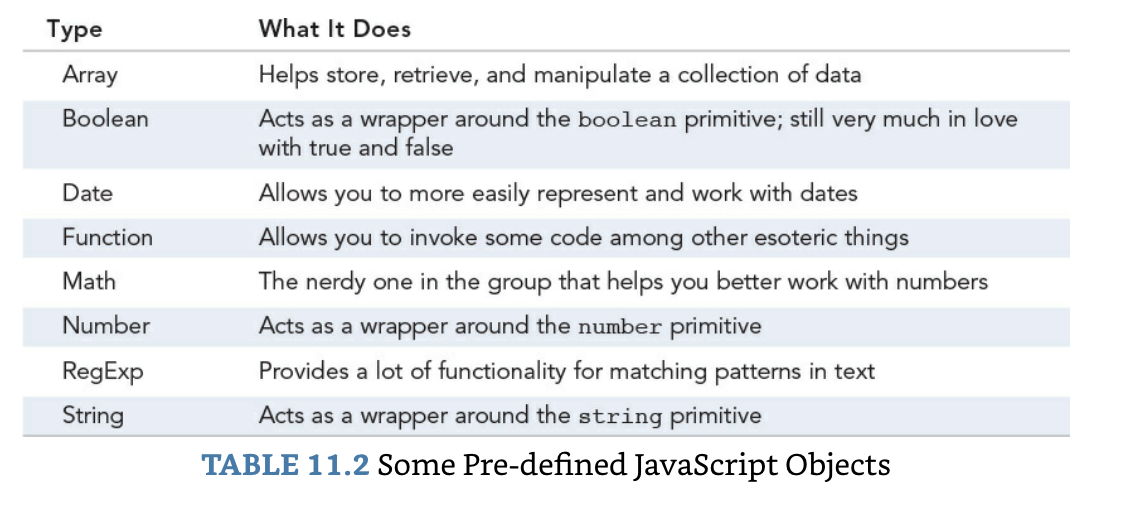 Type What It Does
Array Helps store, retrieve, and manipulate a collection of data
Boolean Acts as a wrapper around the boolean primitive; still very much in love
with true and false
Date Allows you to more easily represent and work with dates
Function Allows you to invoke some code among other esoteric things
Math The nerdy one in the group that helps you better work with numbers
Number Acts as a wrapper around the number primitive
RegExp Provides a lot of functionality for matching patterns in text
String Acts as a wrapper around the string primitive
TABLE 11.2 Some Pre-defined JavaScript Objects